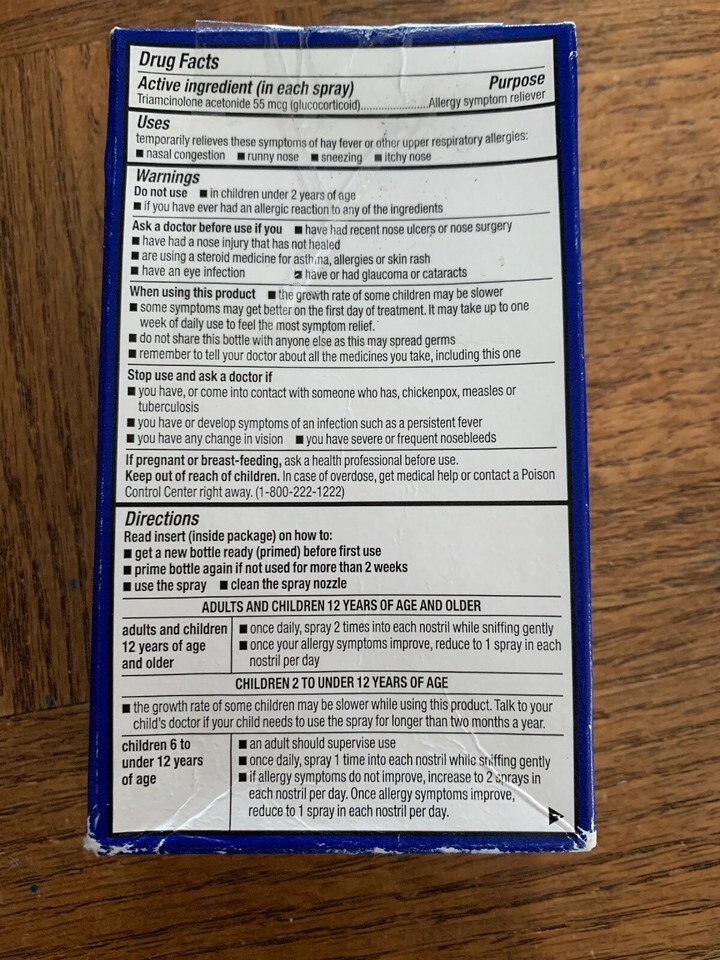 Drug Facts
Active ingredient (in each spray) Purpose
Triamcinolone acetonide 55 mcg (glucocorticoid)......................Allergy symptom reliever
Uses
temporarily relieves these symptoms of hay fever or other upper respiratory allergies:
■ nasal congestion ■ runny nose ■ sneezing ■ itchy nose
Warnings
Do not use ■ in children under 2 years of age
■ if you have ever had an allergic reaction to any of the ingredients
Ask a doctor before use if you ■ have had recent nose ulcers or nose surgery
■ have had a nose injury that has not healed
■ are using a steroid medicine for asthma, allergies or skin rash
■ have an eye infection ■ have or had glaucoma or cataracts
When using this product ■ the growth rate of some children may be slower
■ some symptoms may get better on the first day of treatment. It may take up to one
week of daily use to feel the most symptom relief.
■ do not share this bottle with anyone else as this may spread germs
■ remember to tell your doctor about all the medicines you take, including this one
Stop use and ask a doctor if
■ you have, or come into contact with someone who has, chickenpox, measles or
tuberculosis
■ you have or develop symptoms of an infection such as a persistent fever
■ you have any change in vision ■ you have severe or frequent nosebleeds
If pregnant or breast-feeding, ask a health professional before use.
Keep out of reach of children. In case of overdose, get medical help or contact a Poison
Control Center right away. (1-800-222-1222)
Directions
Read insert (inside package) on how to:
■ get a new bottle ready (primed) before first use
■ prime bottle again if not used for more than 2 weeks
■ use the spray ■ clean the spray nozzle
ADULTS AND CHILDREN 12 YEARS OF AGE AND OLDER
adults and children
12 years of age
and older
■ once daily, spray 2 times into each nostril while sniffing gently
■ once your allergy symptoms improve, reduce to 1 spray in each
nostril per day
CHILDREN 2 TO UNDER 12 YEARS OF AGE
■ the growth rate of some children may be slower while using this product. Talk to your
child's doctor if your child needs to use the spray for longer than two months a year.
children 6 to
under 12 years
of age
■ an adult should supervise use
■ once daily, spray 1 time into each nostril while sniffing gently
■ if allergy symptoms do not improve, increase to 2 sprays in
each nostril per day. Once allergy symptoms improve,
reduce to 1 spray in each nostril per day.